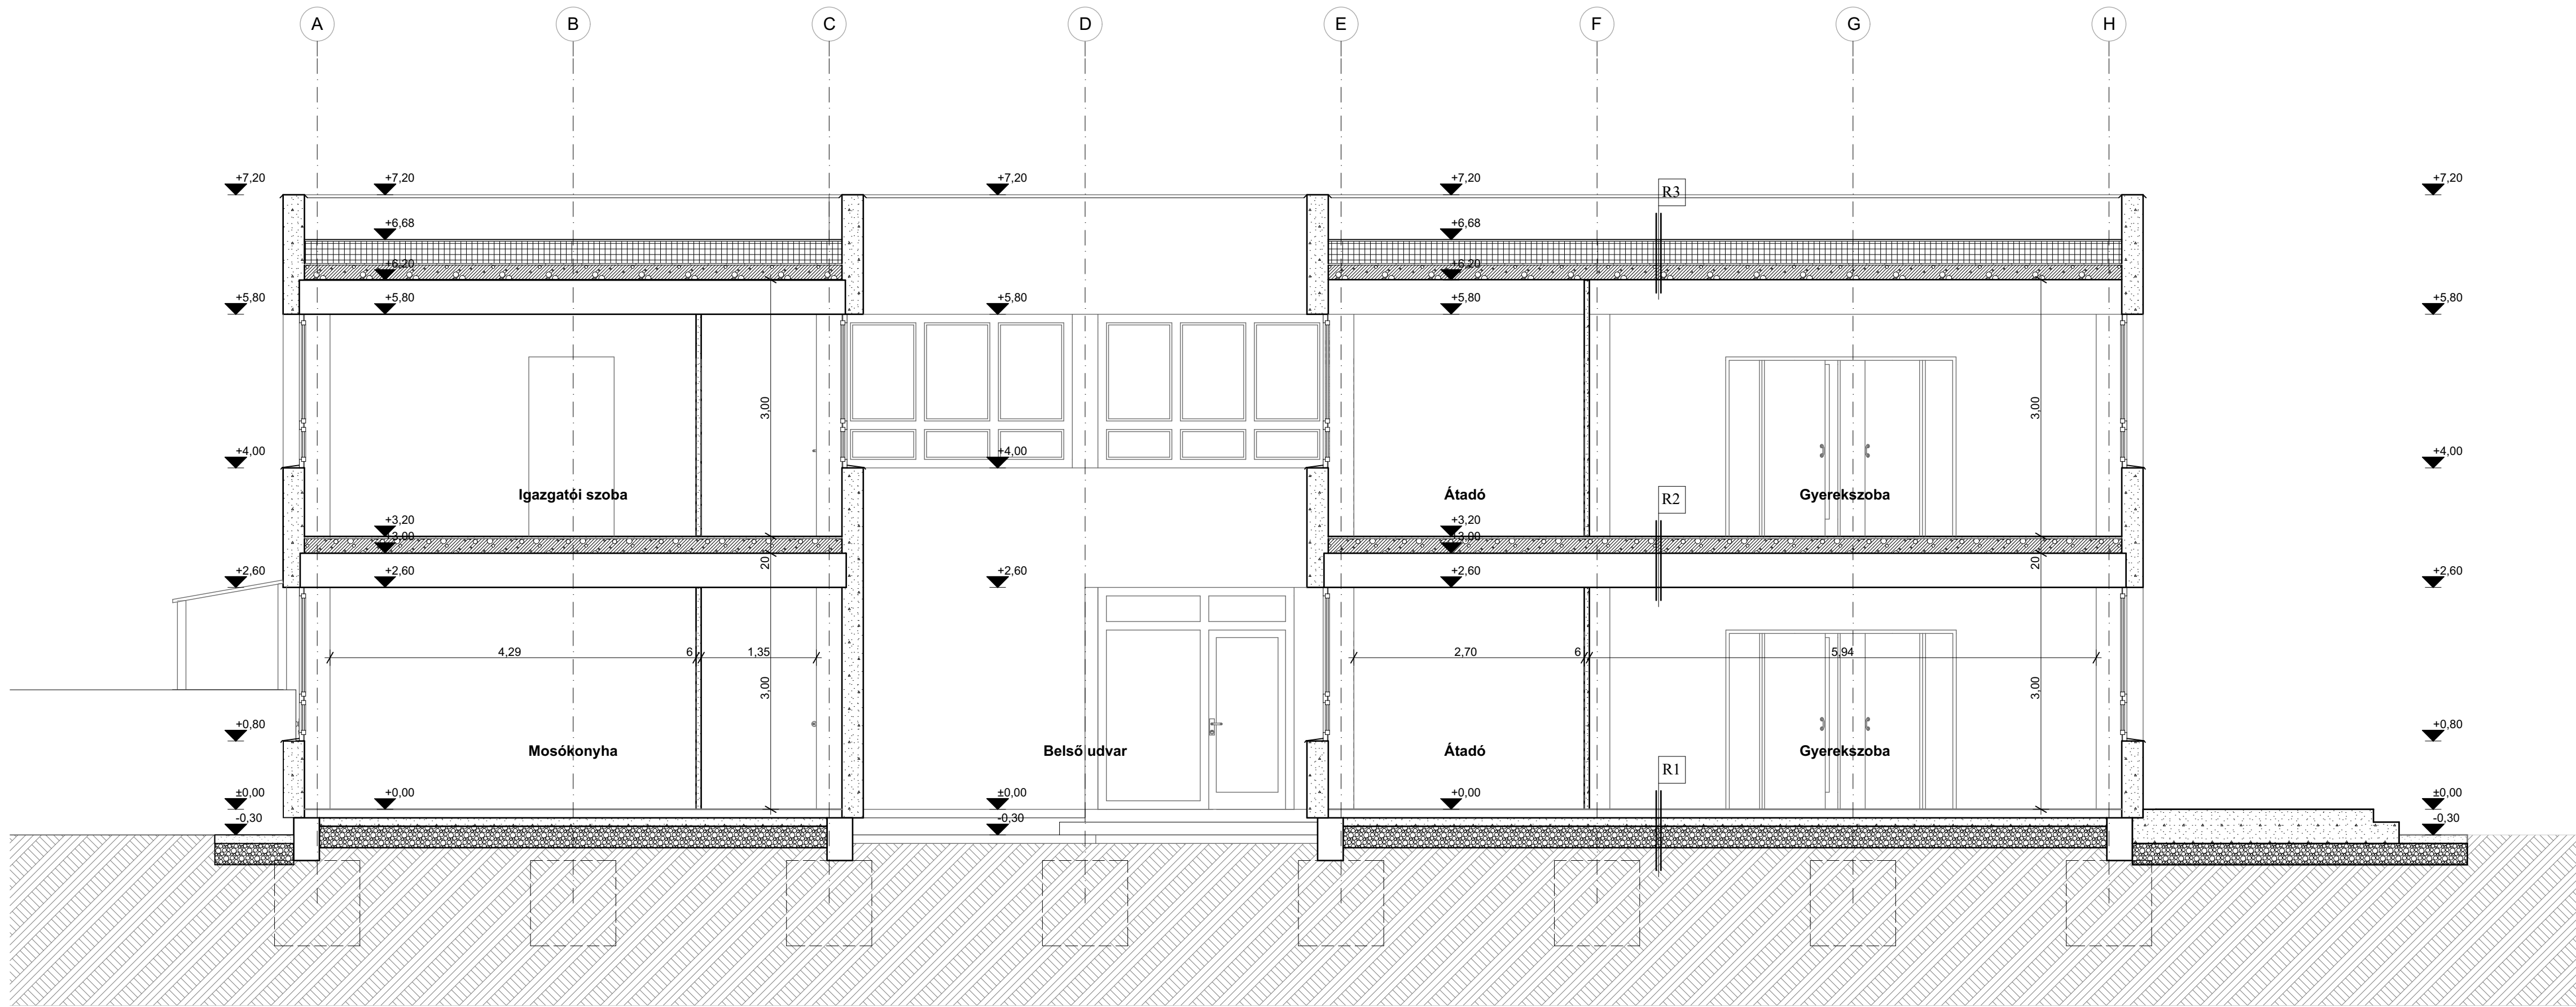 A B C D E F G H
+7,20 +7,20 +7,20 +7,20 R3 +7,20
+6,68 +6,68
+6,20 +6,20
+5,80 +5,80 +5,80 +5,80 +5,80
3,00 3,00
+4,00 +4,00 +4,00
Igazgatói szoba Átadó R2 Gyerekszoba
+3,20 +3,20
+3,00 +3,00
20 20
+2,60 +2,60 +2,60 +2,60 +2,60
4,29 6 1,35 2,70 6 5,94
3,00 3,00
+0,80 +0,80
Mosókonyha Belső udvar Átadó Gyerekszoba
R1
±0,00 +0,00 ±0,00 +0,00 ±0,00
-0,30 -0,30 -0,30